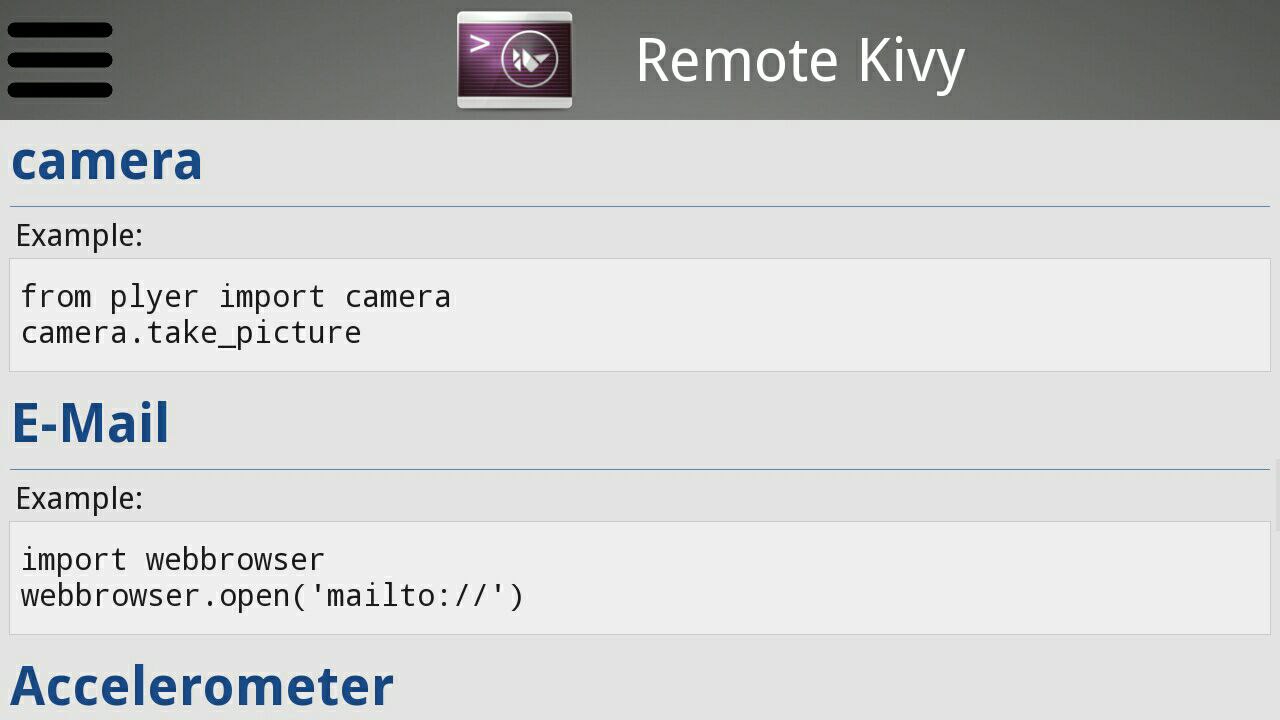 Remote Kivy
camera
Example:
from plyer import camera
camera.take_picture
E-Mail
Example:
import webbrowser
webbrowser.open('mailto://')
Accelerometer